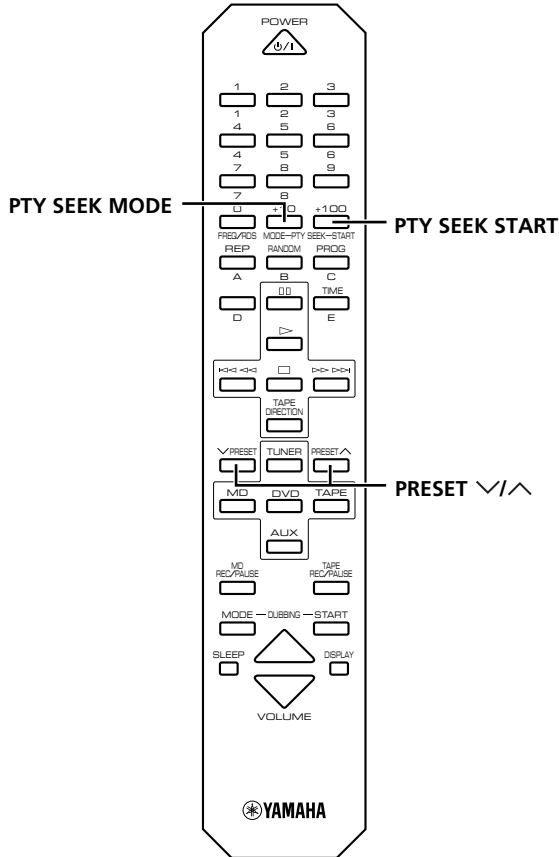 POWER
⏻/I
1 2 3
1 2 3
4 5 6
4 5 6
7 8 9
7 8
PTY SEEK MODE
0 +10 +100
PTY SEEK START
FREQ/RDS MODE–PTY SEEK–START
REP RANDOM PROG
A B C
TIME
D E
TAPE
DIRECTION
PRESET TUNER PRESET
PRESET
MD DVD TAPE
AUX
MD
REC/PAUSE
TAPE
REC/PAUSE
MODE – DUBBING – START
SLEEP DISPLAY
VOLUME
YAMAHA